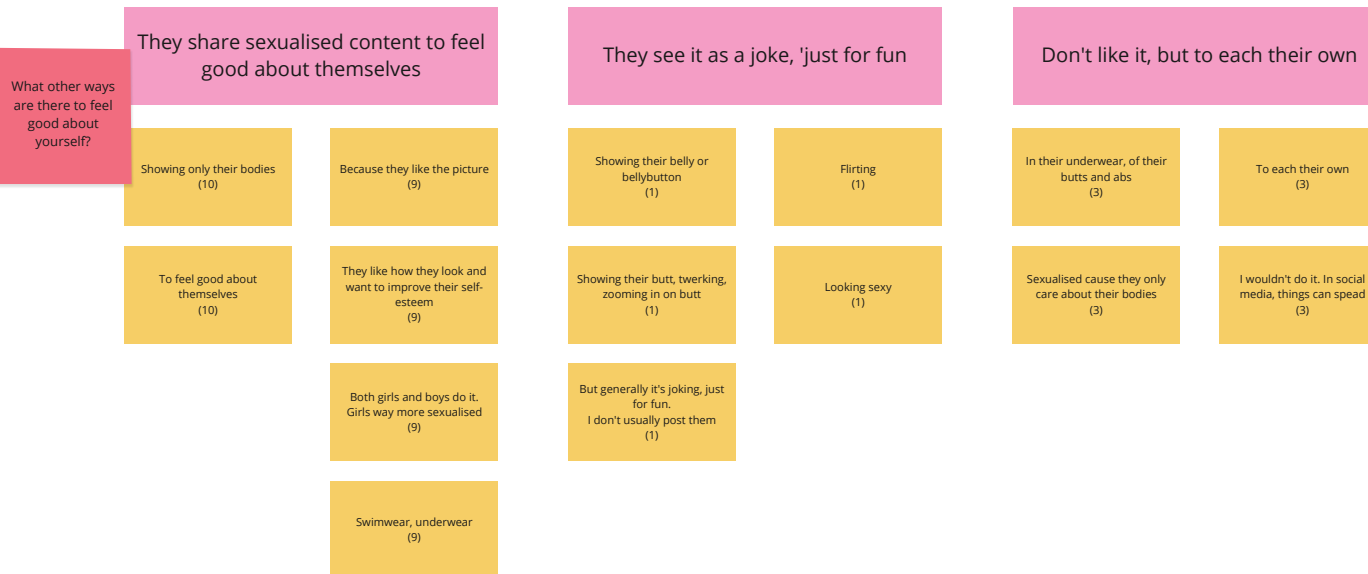 They share sexualised content to feel
good about themselves
They see it as a joke, 'just for fun
Don't like it, but to each their own
What other ways
are there to feel
good about
yourself?
Showing only their bodies
(10)
Because they like the picture
(9)
To feel good about
themselves
(10)
They like how they look and
want to improve their self-
esteem
(9)
Both girls and boys do it.
Girls way more sexualised
(9)
Swimwear, underwear
(9)
Showing their belly or
bellybutton
(1)
Flirting
(1)
Showing their butt, twerking,
zooming in on butt
(1)
Looking sexy
(1)
But generally it's joking, just
for fun.
I don't usually post them
(1)
In their underwear, of their
butts and abs
(3)
To each their own
(3)
Sexualised cause they only
care about their bodies
(3)
I wouldn't do it. In social
media, things can spead
(3)